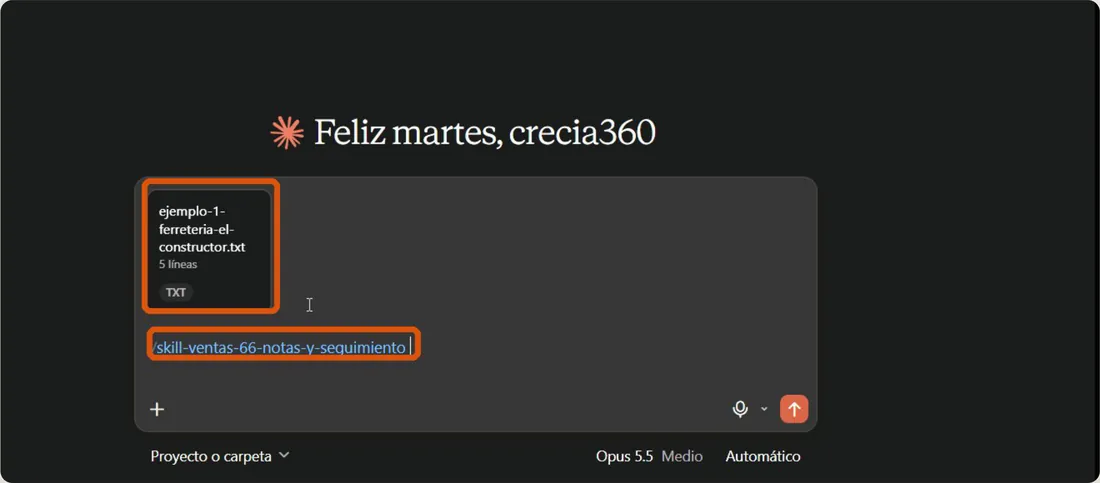 Feliz martes, crecia360
ejemplo-1-
ferreteria-el-
constructor.txt
5 líneas
TXT
/skill-ventas-66-notas-y-seguimiento
Proyecto o carpeta
Opus 5.5 Medio Automático